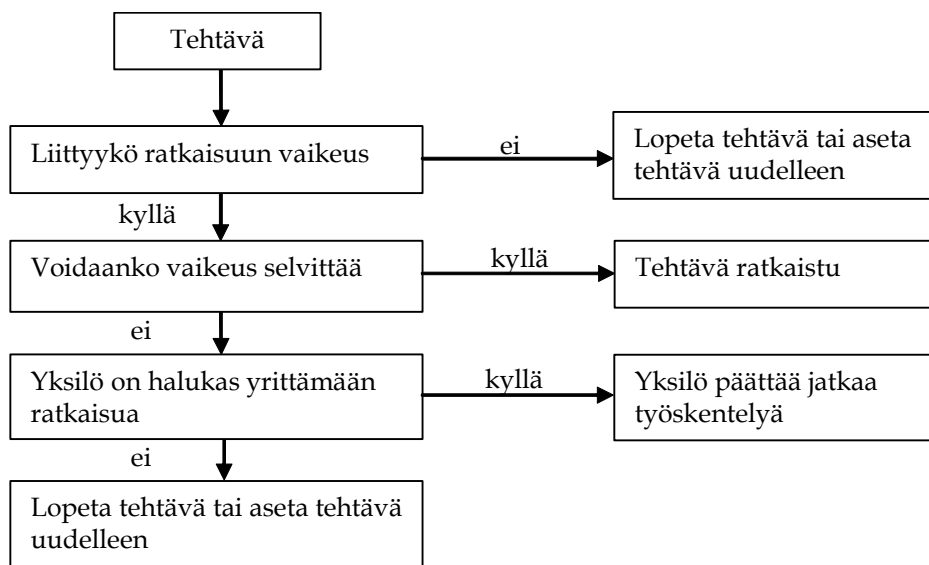 Tehtävä
Liittyykö ratkaisuun vaikeus
ei
Lopeta tehtävä tai aseta
tehtävä uudelleen
kyllä
Voidaanko vaikeus selvittää
kyllä
Tehtävä ratkaistu
ei
Yksilö on halukas yrittämään
ratkaisua
kyllä
Yksilö päättää jatkaa
työskentelyä
ei
Lopeta tehtävä tai aseta tehtävä
uudelleen